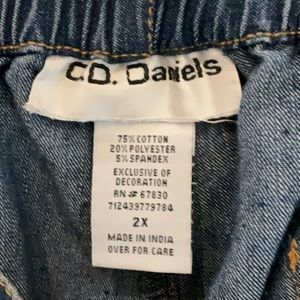 C.D. Daniels
75% COTTON
20% POLYESTER
5% SPANDEX
EXCLUSIVE OF
DECORATION
RN # 67830
712439779784
2X
MADE IN INDIA
OVER FOR CARE